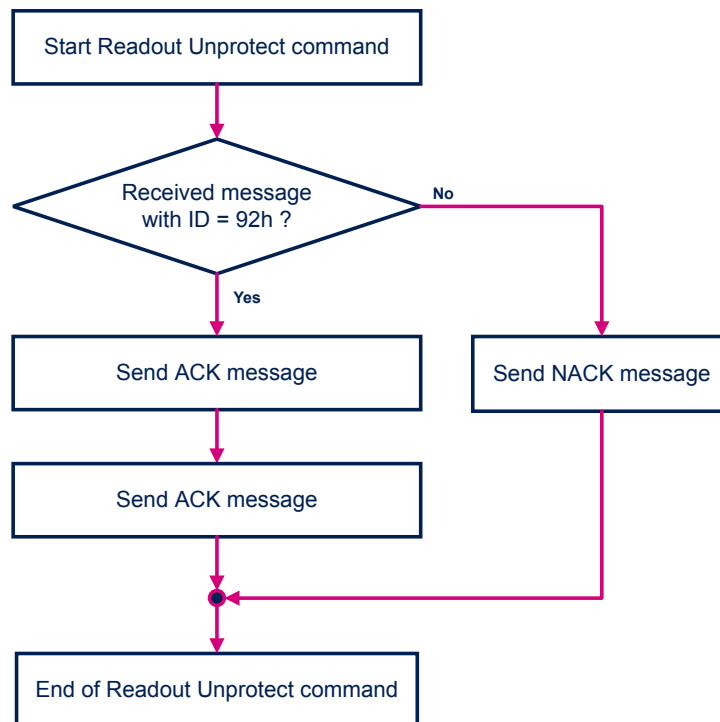 Start Readout Unprotect command
Received message
with ID = 92h ?
No
Yes
Send ACK message
Send NACK message
Send ACK message
End of Readout Unprotect command